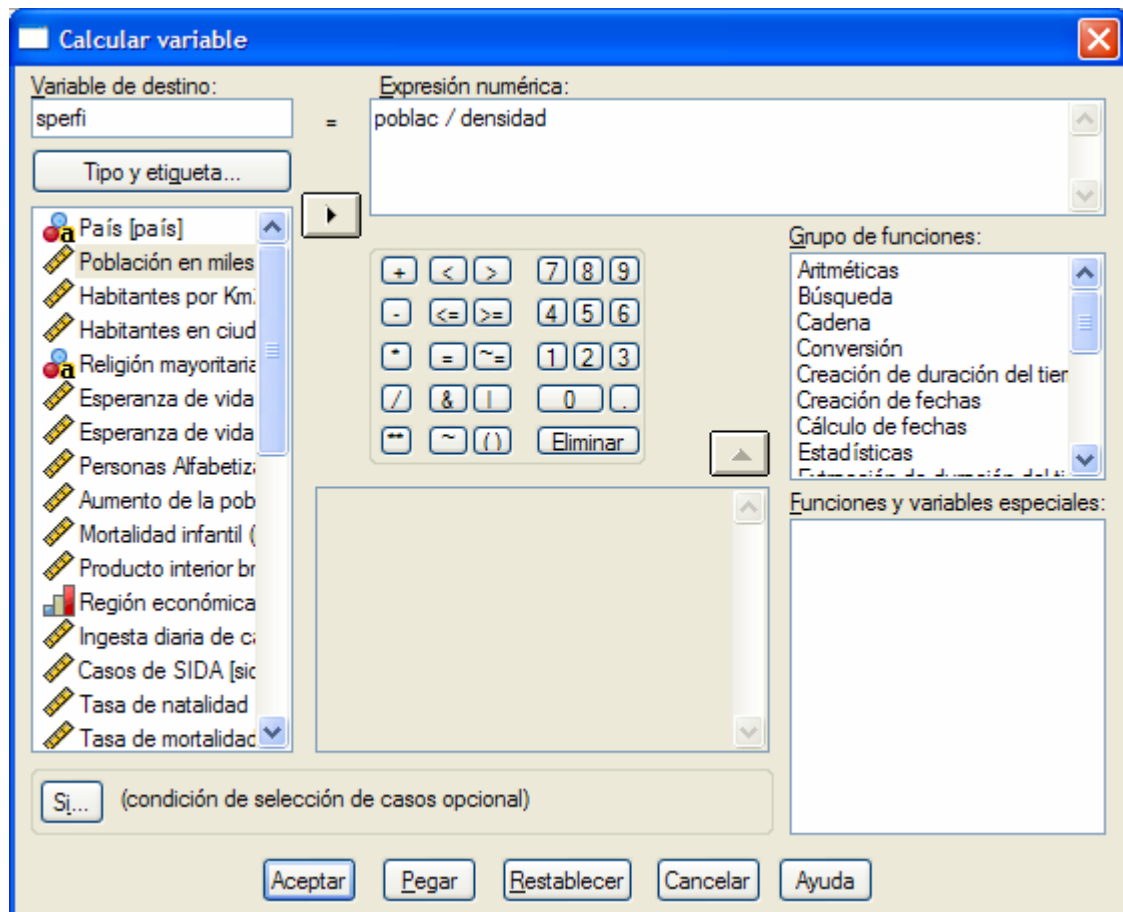 Calcular variable
Variable de destino:
sperfi
=
Expresión numérica:
poblac / densidad
Tipo y etigueta...
País [país]
Población en miles
Habitantes por Km
Habitantes en ciud
Religión mayoritaria
Esperanza de vida
Esperanza de vida
Personas Alfabetiz
Aumento de la pob
Mortalidad infantil (
Producto interior br
Región económica
Ingesta diaria de ca
Casos de SIDA [sid
Tasa de natalidad
Tasa de mortalidad
+ < > 7 8 9
- <= >= 4 5 6
* = ~= 1 2 3
/ & | 0 .
** ~ () Eliminar
Grupo de funciones:
Aritméticas
Búsqueda
Cadena
Conversión
Creación de duración del tier
Creación de fechas
Cálculo de fechas
Estadísticas
Funciones y variables especiales:
Si... (condición de selección de casos opcional)
Aceptar Pegar Restablecer Cancelar Ayuda